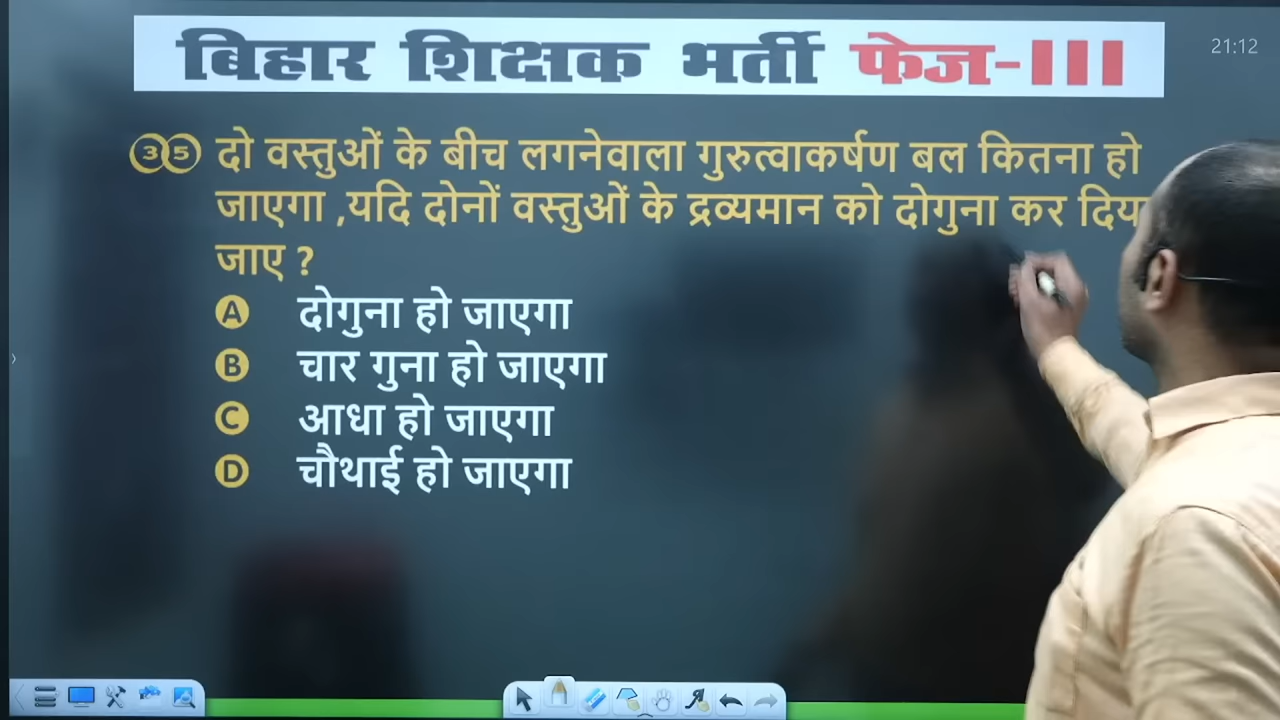 बिहार शिक्षक भर्ती फेज-III
21:12
35 दो वस्तुओं के बीच लगनेवाला गुरुत्वाकर्षण बल कितना हो
जाएगा ,यदि दोनों वस्तुओं के द्रव्यमान को दोगुना कर दिय
जाए ?
A दोगुना हो जाएगा
B चार गुना हो जाएगा
C आधा हो जाएगा
D चौथाई हो जाएगा